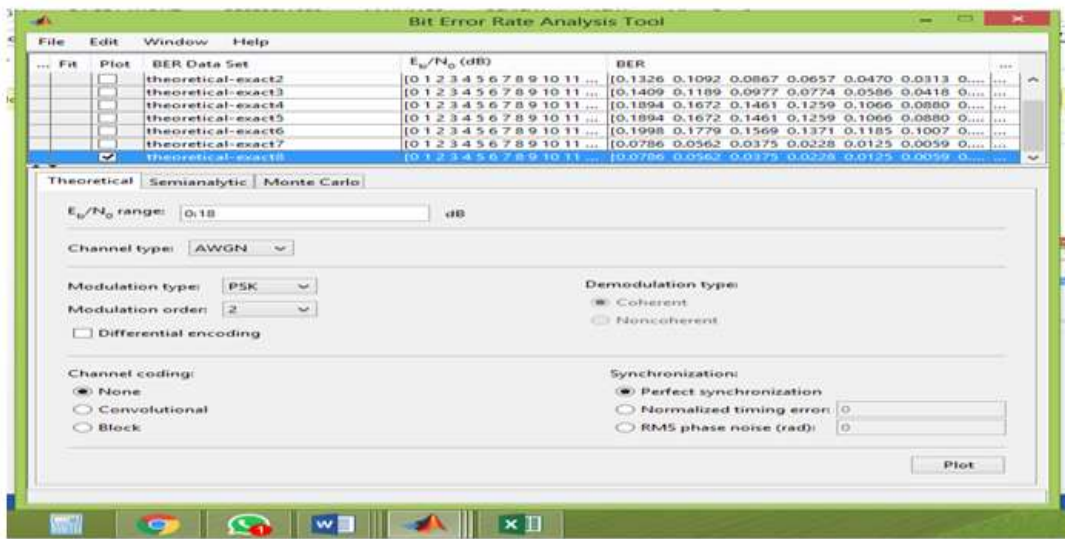 Bit Error Rate Analysis Tool
File Edit Window Help
... Fit Plot BER Data Set E_b/N_0 (dB) BER ...
theoretical-exact2 [0 1 2 3 4 5 6 7 8 9 10 11 ... [0.1326 0.1092 0.0867 0.0657 0.0470 0.0313 0.... ...
theoretical-exact3 [0 1 2 3 4 5 6 7 8 9 10 11 ... [0.1409 0.1189 0.0977 0.0774 0.0586 0.0418 0.... ...
theoretical-exact4 [0 1 2 3 4 5 6 7 8 9 10 11 ... [0.1894 0.1672 0.1461 0.1259 0.1066 0.0880 0.... ...
theoretical-exact5 [0 1 2 3 4 5 6 7 8 9 10 11 ... [0.1894 0.1672 0.1461 0.1259 0.1066 0.0880 0.... ...
theoretical-exact6 [0 1 2 3 4 5 6 7 8 9 10 11 ... [0.1998 0.1779 0.1569 0.1371 0.1185 0.1007 0.... ...
theoretical-exact7 [0 1 2 3 4 5 6 7 8 9 10 11 ... [0.0786 0.0562 0.0375 0.0228 0.0125 0.0059 0.... ...
theoretical-exact8 [0 1 2 3 4 5 6 7 8 9 10 11 ... [0.0786 0.0562 0.0375 0.0228 0.0125 0.0059 0.... ...
Theoretical Semianalytic Monte Carlo
E_b/N_0 range: 0:18 dB
Channel type: AWGN
Modulation type: PSK Demodulation type:
Modulation order: 2 Coherent
Differential encoding Noncoherent
Channel coding: Synchronization:
None Perfect synchronization
Convolutional Normalized timing error: 0
Block RMS phase noise (rad): 0
Plot